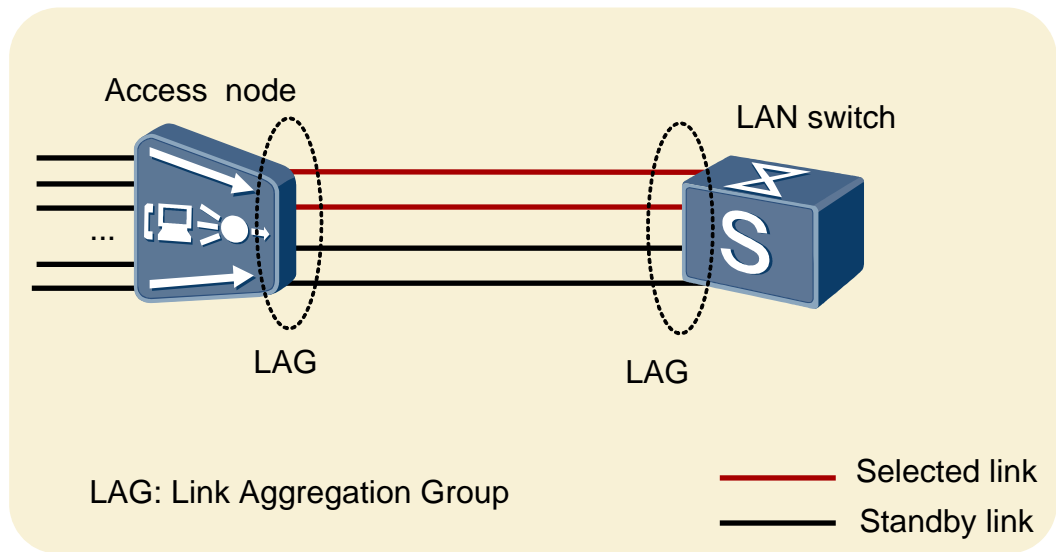 Access node
LAN switch
...
S
LAG
LAG
LAG: Link Aggregation Group
Selected link
Standby link